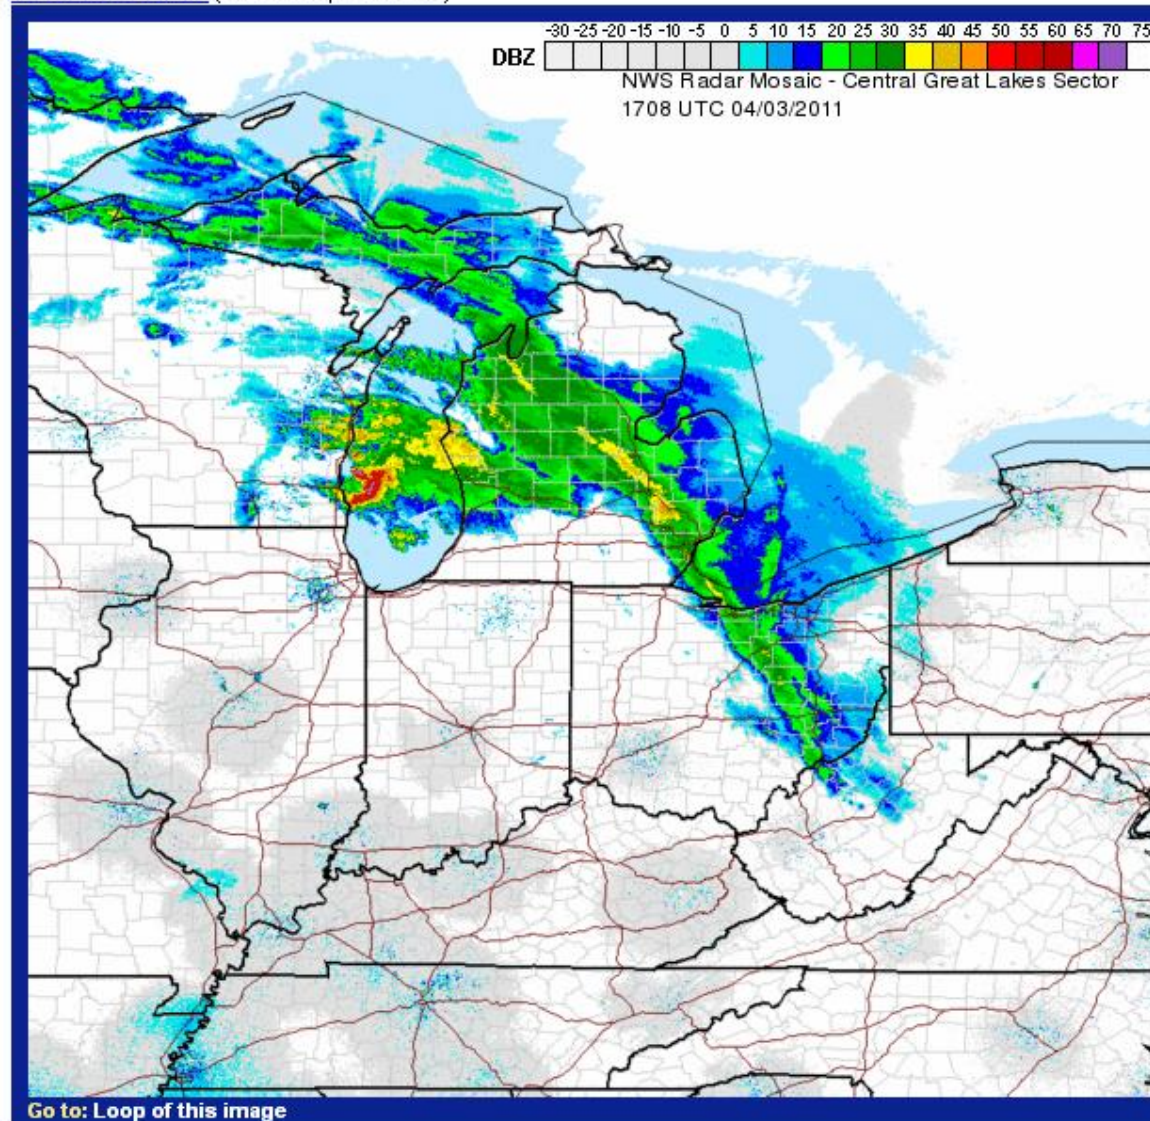 -30 -25 -20 -15 -10 -5 0 5 10 15 20 25 30 35 40 45 50 55 60 65 70 75
DBZ
NWS Radar Mosaic - Central Great Lakes Sector
1708 UTC 04/03/2011
Go to: Loop of this image